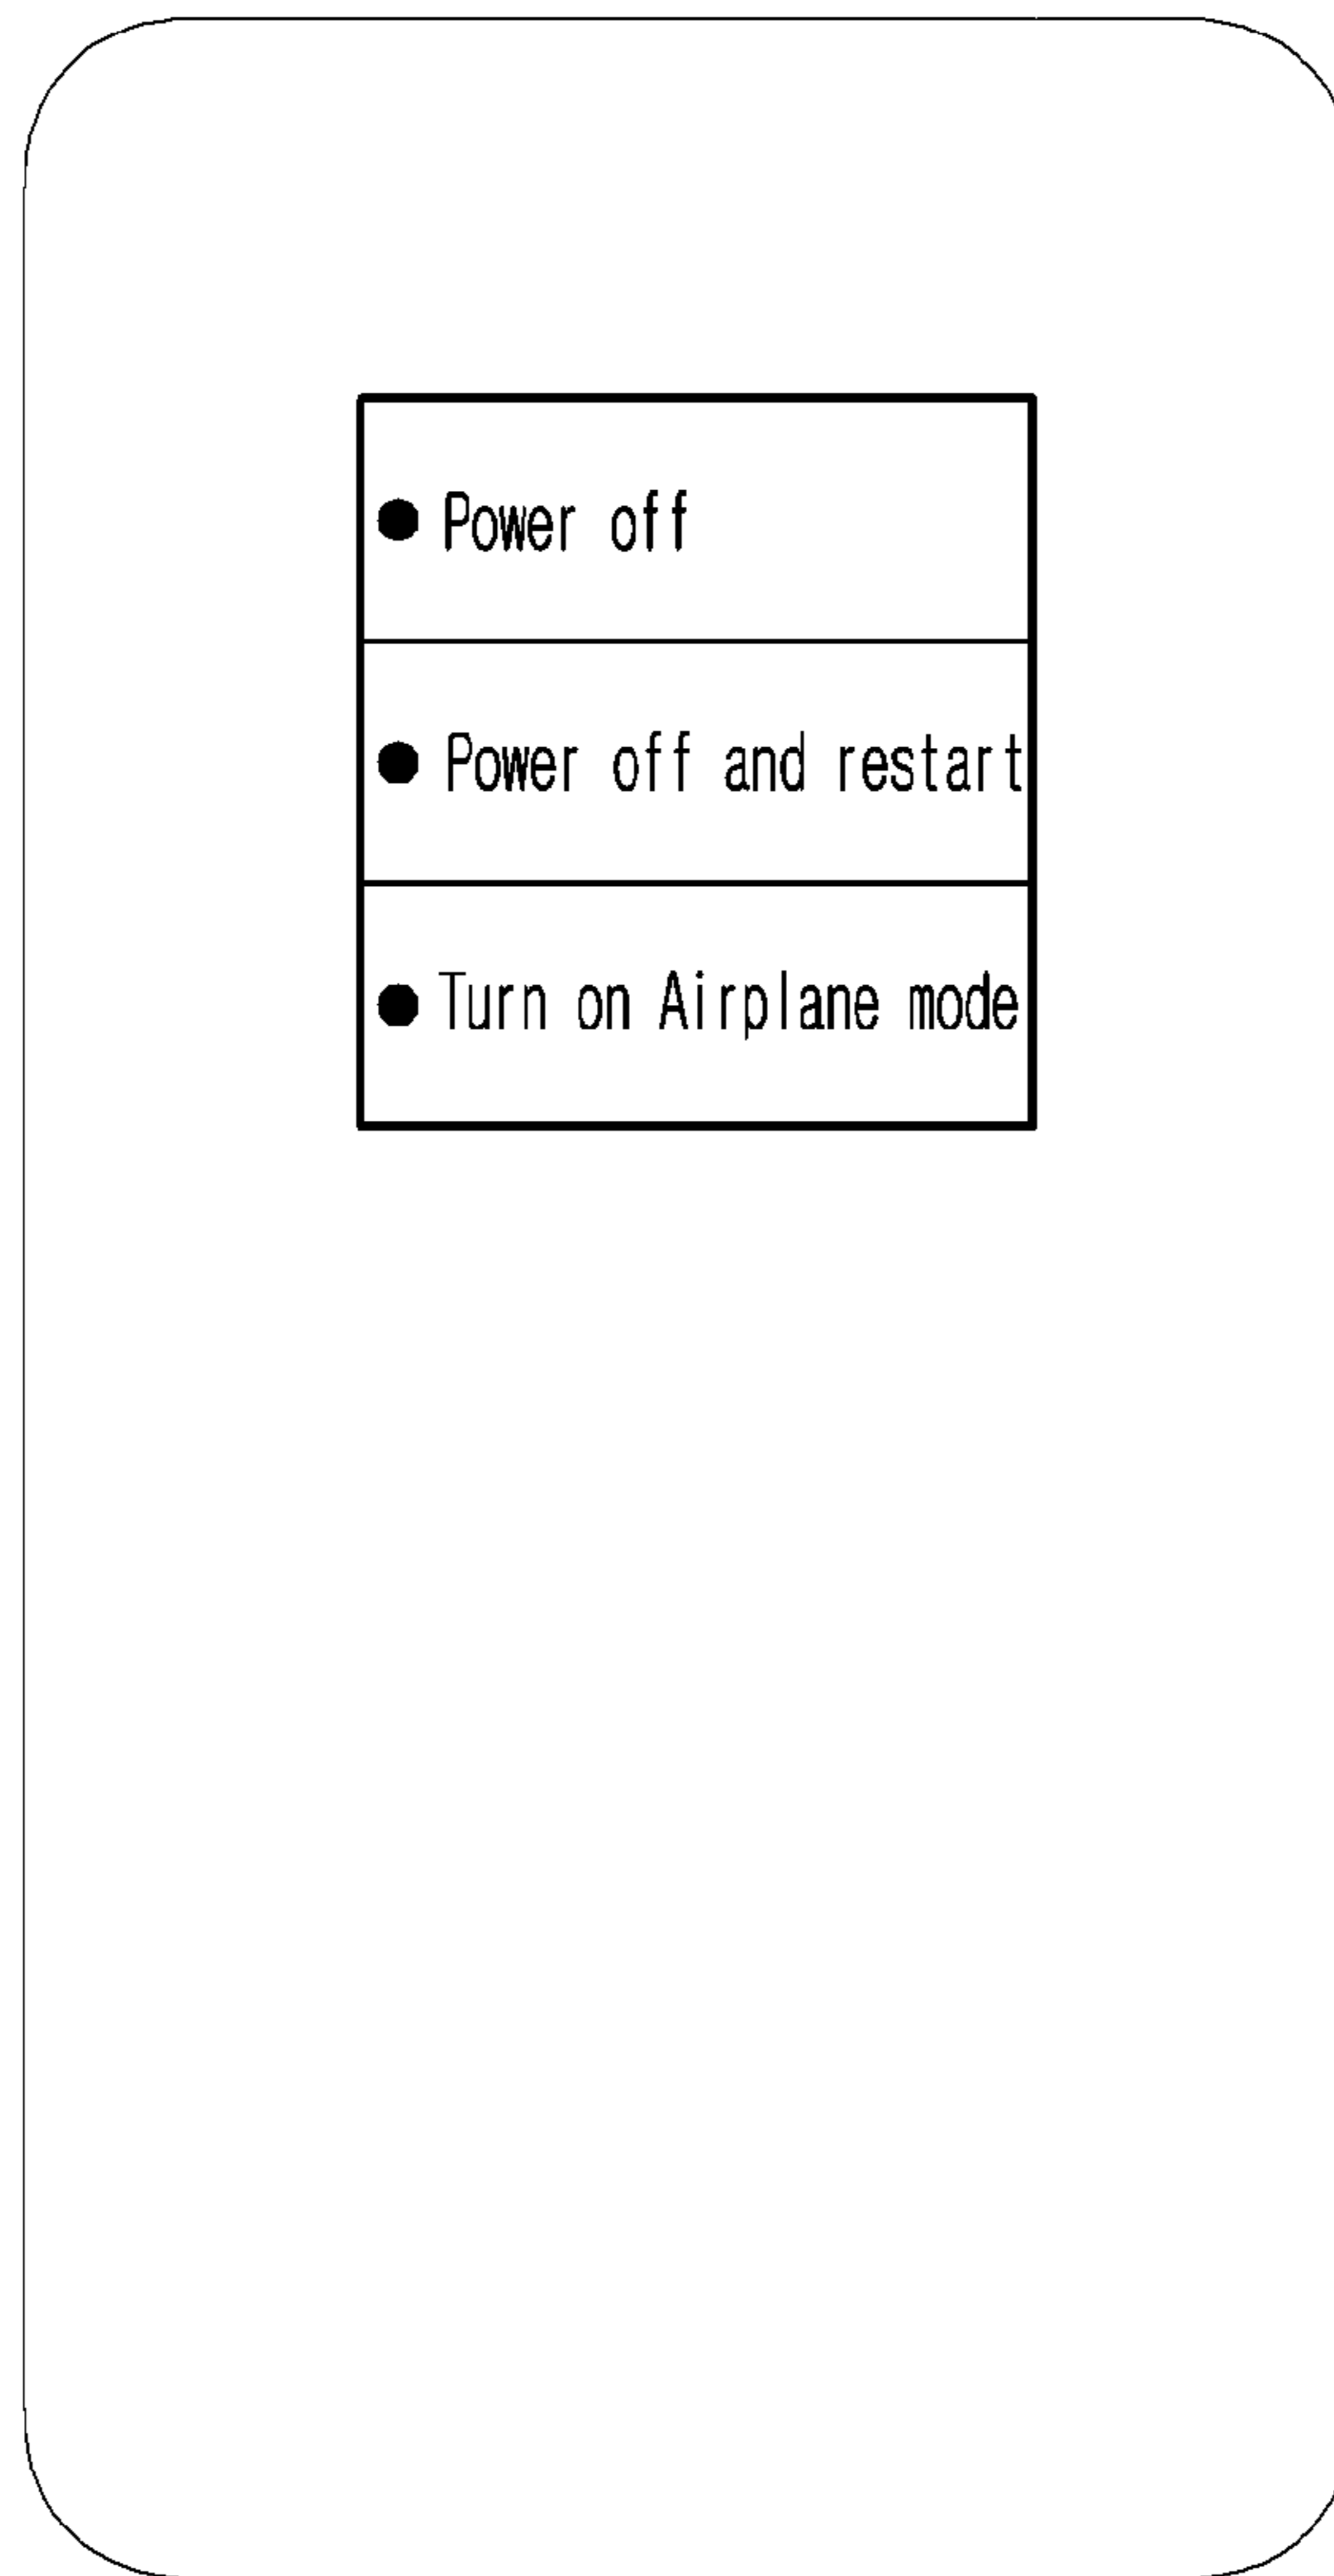 ● Power off
● Power off and restart
● Turn on Airplane mode